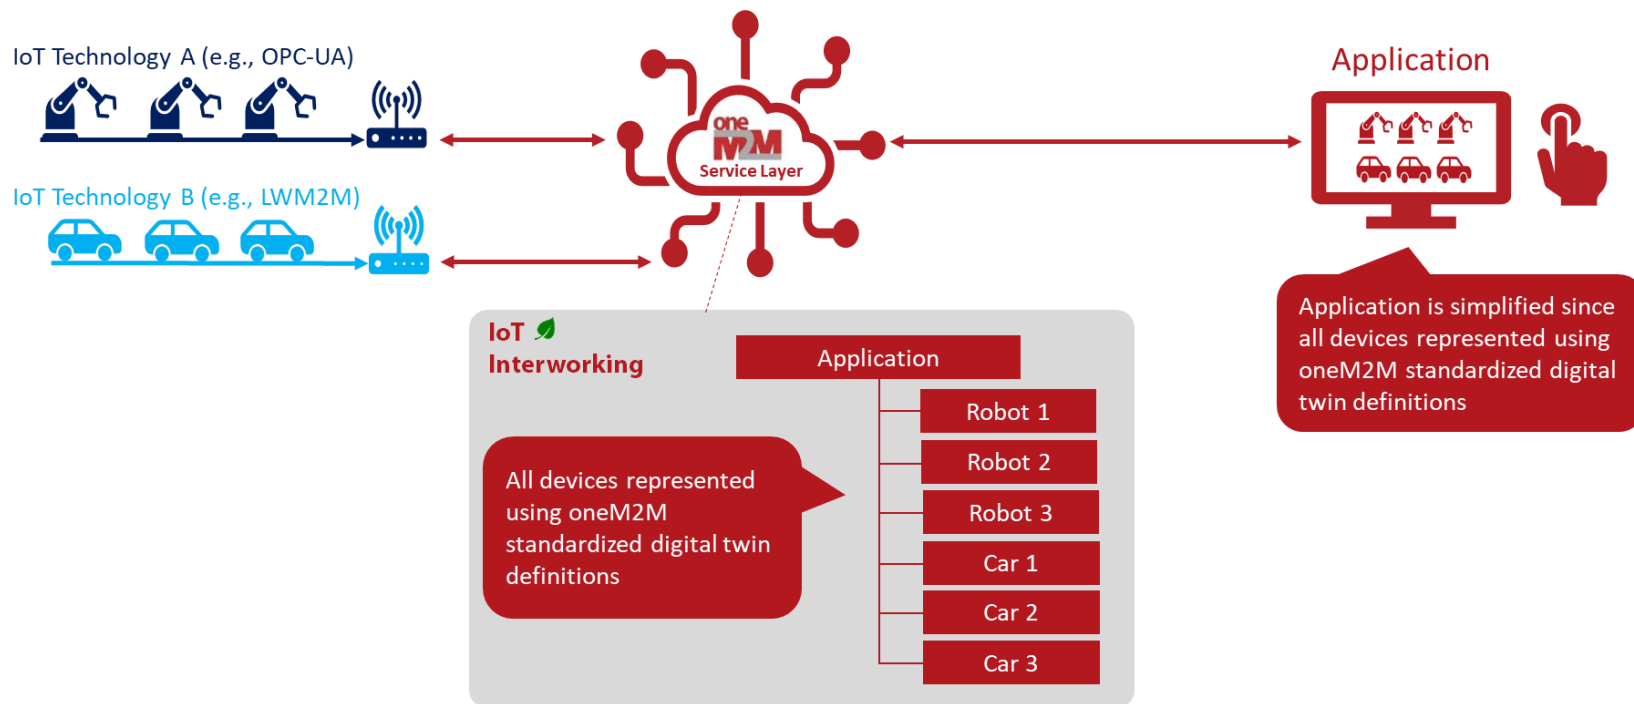 IoT Technology A (e.g., OPC-UA)
IoT Technology B (e.g., LWM2M)
one
M2M
Service Layer
Application
Application is simplified since
all devices represented using
oneM2M standardized digital
twin definitions
IoT
Interworking
Application
Robot 1
Robot 2
Robot 3
Car 1
Car 2
Car 3
All devices represented
using oneM2M
standardized digital twin
definitions